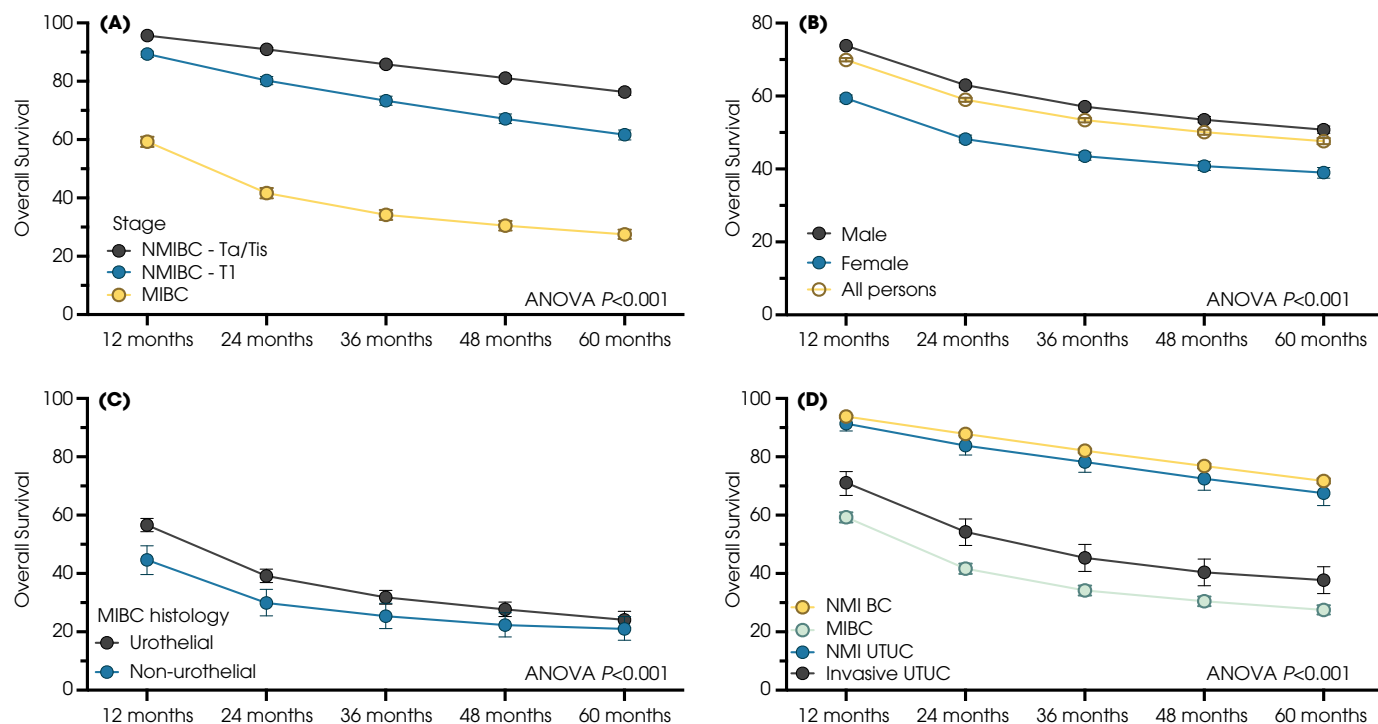 (A)
Overall Survival
100
80
60
40
20
0
Stage
NMIBC - Ta/Tis
NMIBC - T1
MIBC
ANOVA P<0.001
12 months 24 months 36 months 48 months 60 months
(B)
Overall Survival
80
60
40
20
0
Male
Female
All persons
ANOVA P<0.001
12 months 24 months 36 months 48 months 60 months
(C)
Overall Survival
100
80
60
40
20
0
MIBC histology
Urothelial
Non-urothelial
ANOVA P<0.001
12 months 24 months 36 months 48 months 60 months
(D)
Overall Survival
100
80
60
40
20
0
NMI BC
MIBC
NMI UTUC
Invasive UTUC
ANOVA P<0.001
12 months 24 months 36 months 48 months 60 months